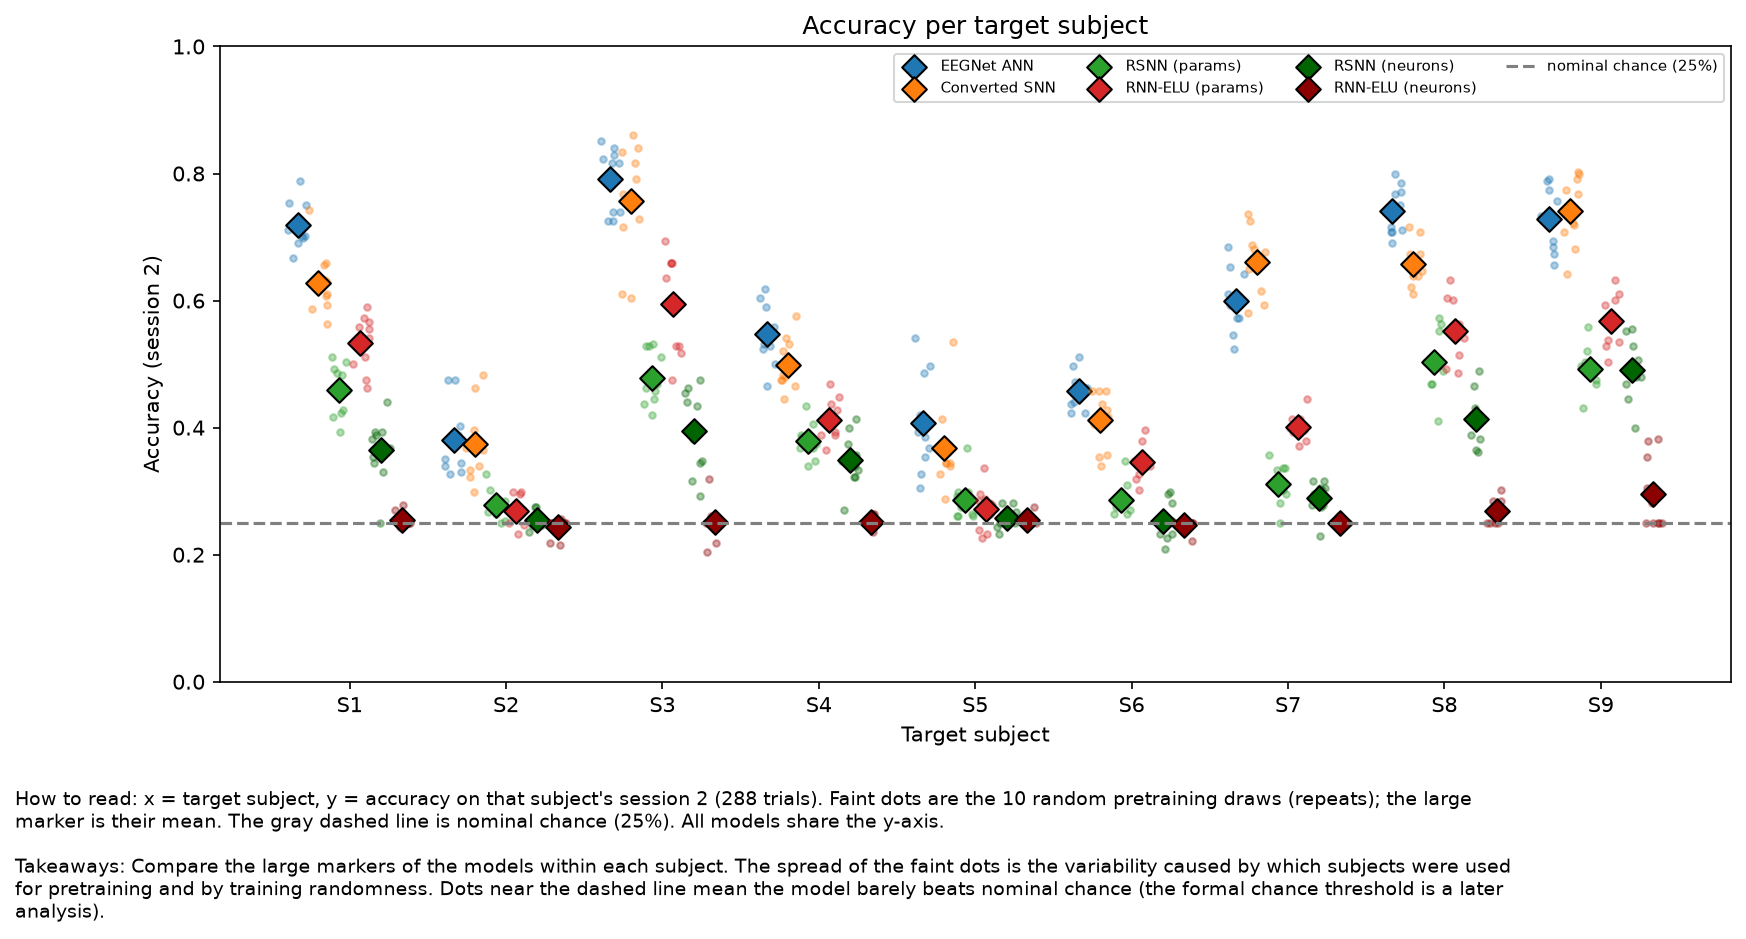 Accuracy per target subject
EEGNet ANN
Converted SNN
RSNN (params)
RNN-ELU (params)
RSNN (neurons)
RNN-ELU (neurons)
nominal chance (25%)
Accuracy (session 2)
1.0
0.8
0.6
0.4
0.2
0.0
S1 S2 S3 S4 S5 S6 S7 S8 S9
Target subject
How to read: x = target subject, y = accuracy on that subject's session 2 (288 trials). Faint dots are the 10 random pretraining draws (repeats); the large
marker is their mean. The gray dashed line is nominal chance (25%). All models share the y-axis.
Takeaways: Compare the large markers of the models within each subject. The spread of the faint dots is the variability caused by which subjects were used
for pretraining and by training randomness. Dots near the dashed line mean the model barely beats nominal chance (the formal chance threshold is a later
analysis).